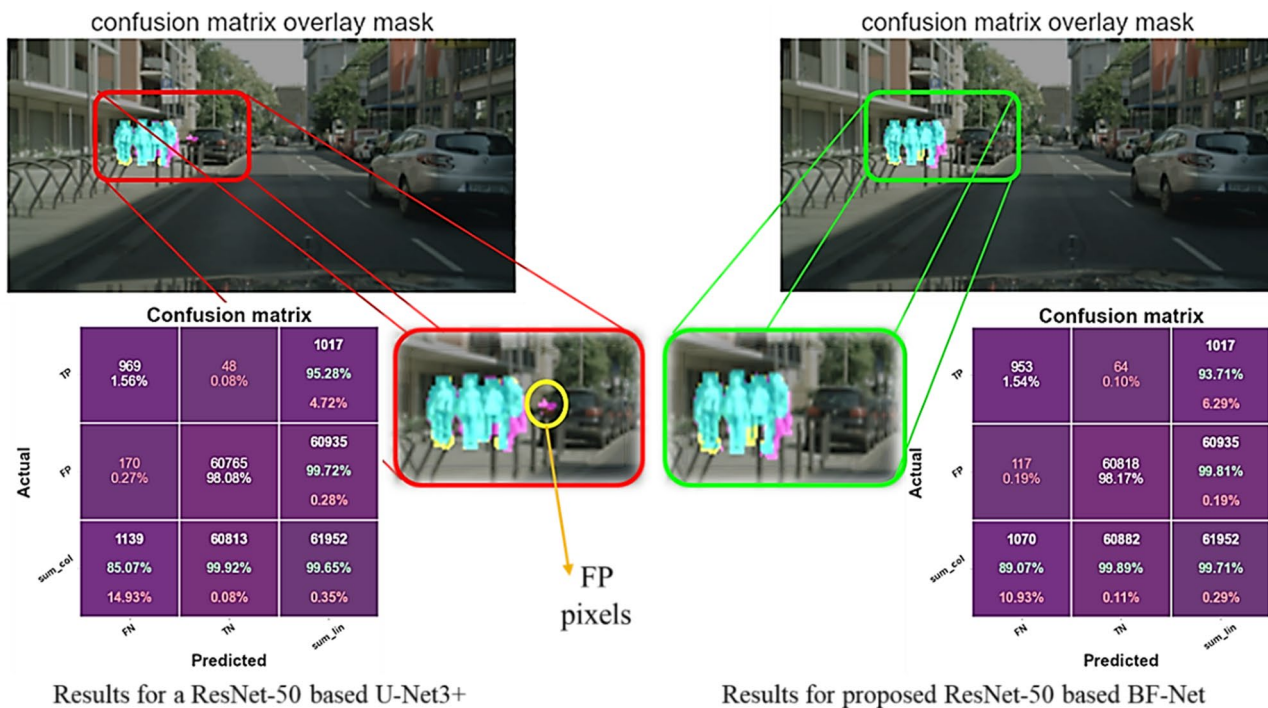 confusion matrix overlay mask
confusion matrix overlay mask
Confusion matrix
TP
969
1.56%
48
0.08%
1017
95.28%
4.72%
Actual
FP
170
0.27%
60765
98.08%
60935
99.72%
0.28%
sum_col
1139
85.07%
14.93%
60813
99.92%
0.08%
61952
99.65%
0.35%
FN
TN
sum_lin
Predicted
Results for a ResNet-50 based U-Net3+
FP
pixels
Confusion matrix
TP
953
1.54%
64
0.10%
1017
93.71%
6.29%
Actual
FP
117
0.19%
60818
98.17%
60935
99.81%
0.19%
sum_col
1070
89.07%
10.93%
60882
99.89%
0.11%
61952
99.71%
0.29%
FN
TN
sum_lin
Predicted
Results for proposed ResNet-50 based BF-Net